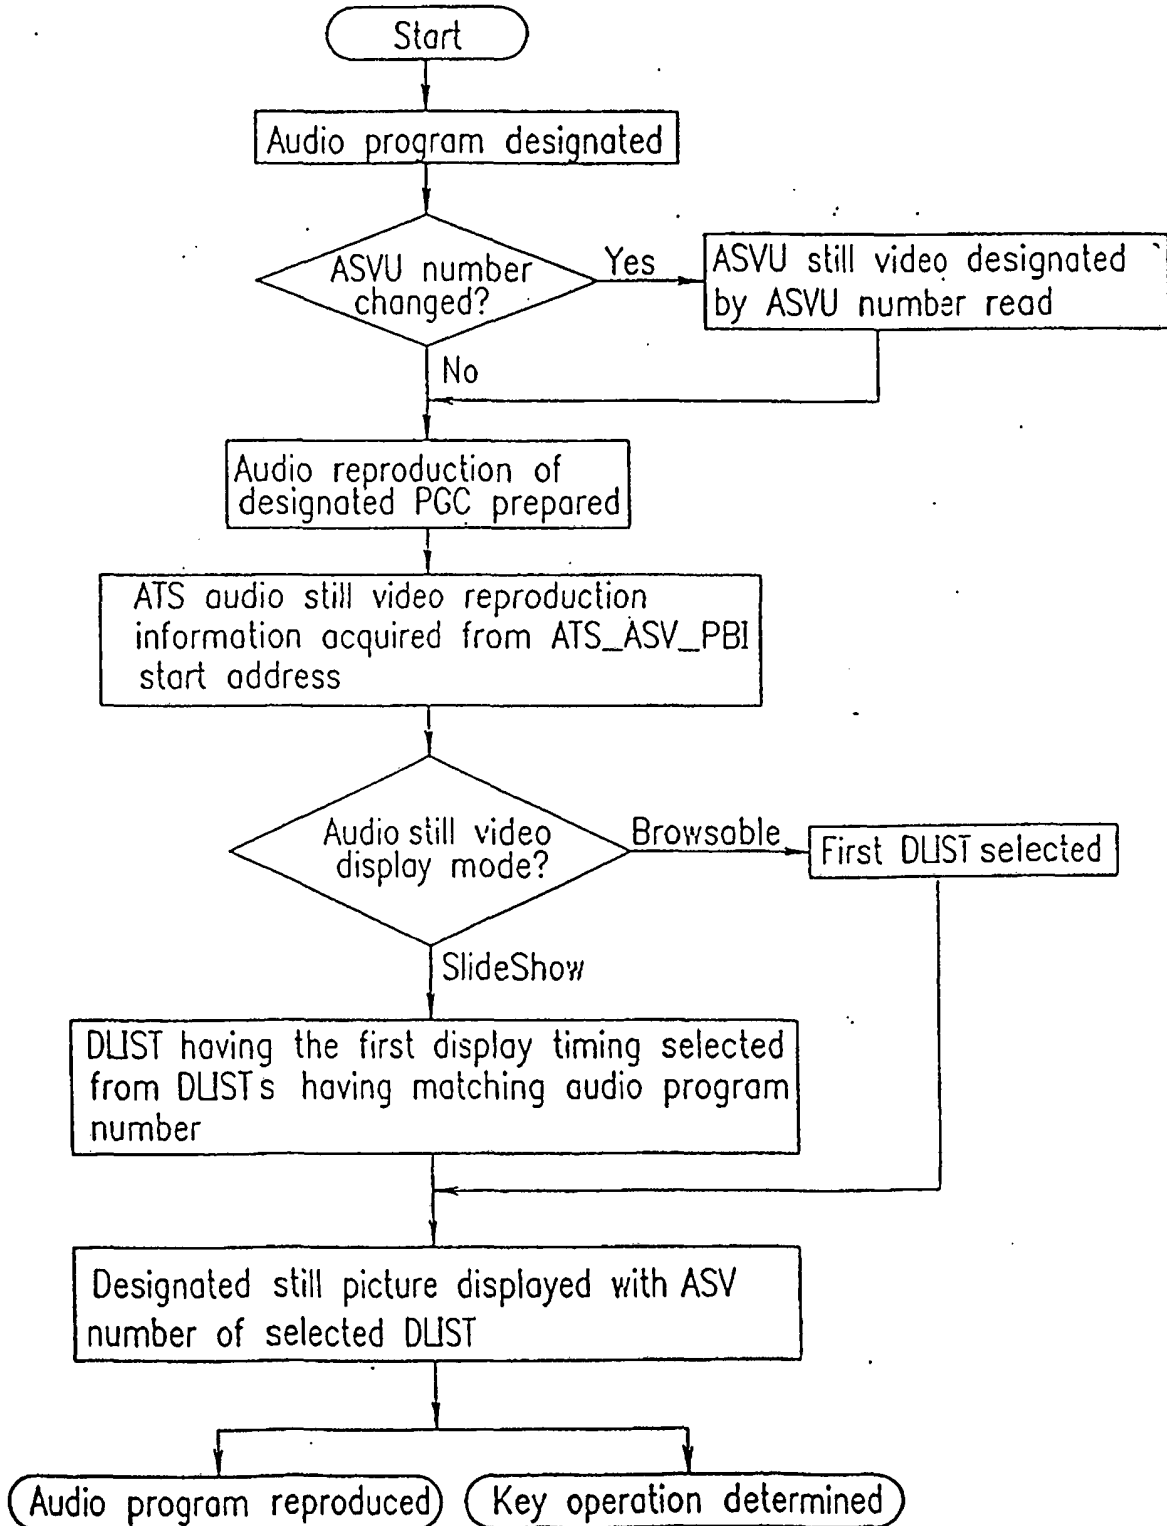 Start
Audio program designated
ASVU number
changed?
Yes
ASVU still video designated
by ASVU number read
No
Audio reproduction of
designated PGC prepared
ATS audio still video reproduction
information acquired from ATS_ASV_PBI
start address
Audio still video
display mode?
Browsable
First DLIST selected
SlideShow
DLIST having the first display timing selected
from DLISTs having matching audio program
number
Designated still picture displayed with ASV
number of selected DLIST
Audio program reproduced
Key operation determined